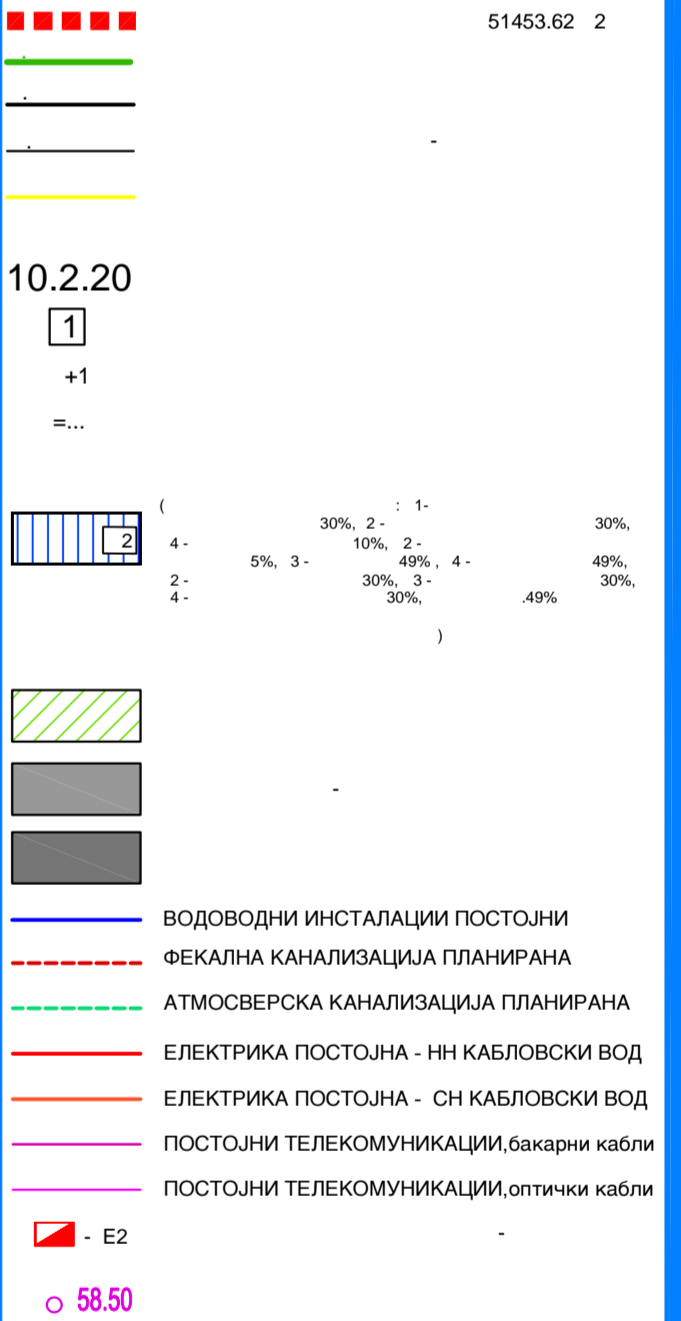 51453.62 2
-
10.2.20
1
+1
=...
( : 1-
30%, 2 - 30%,
2
4 - 10%, 2 -
5%, 3 - 49% , 4 - 49%,
2 - 30%, 3 - 30%,
4 - 30%, .49%
)
-
ВОДОВОДНИ ИНСТАЛАЦИИ ПОСТОЈНИ
ФЕКАЛНА КАНАЛИЗАЦИЈА ПЛАНИРАНА
АТМОСВЕРСКА КАНАЛИЗАЦИЈА ПЛАНИРАНА
ЕЛЕКТРИКА ПОСТОЈНА - НН КАБЛОВСКИ ВОД
ЕЛЕКТРИКА ПОСТОЈНА - СН КАБЛОВСКИ ВОД
ПОСТОЈНИ ТЕЛЕКОМУНИКАЦИИ,бакарни кабли
ПОСТОЈНИ ТЕЛЕКОМУНИКАЦИИ,оптички кабли
- E2 -
58.50